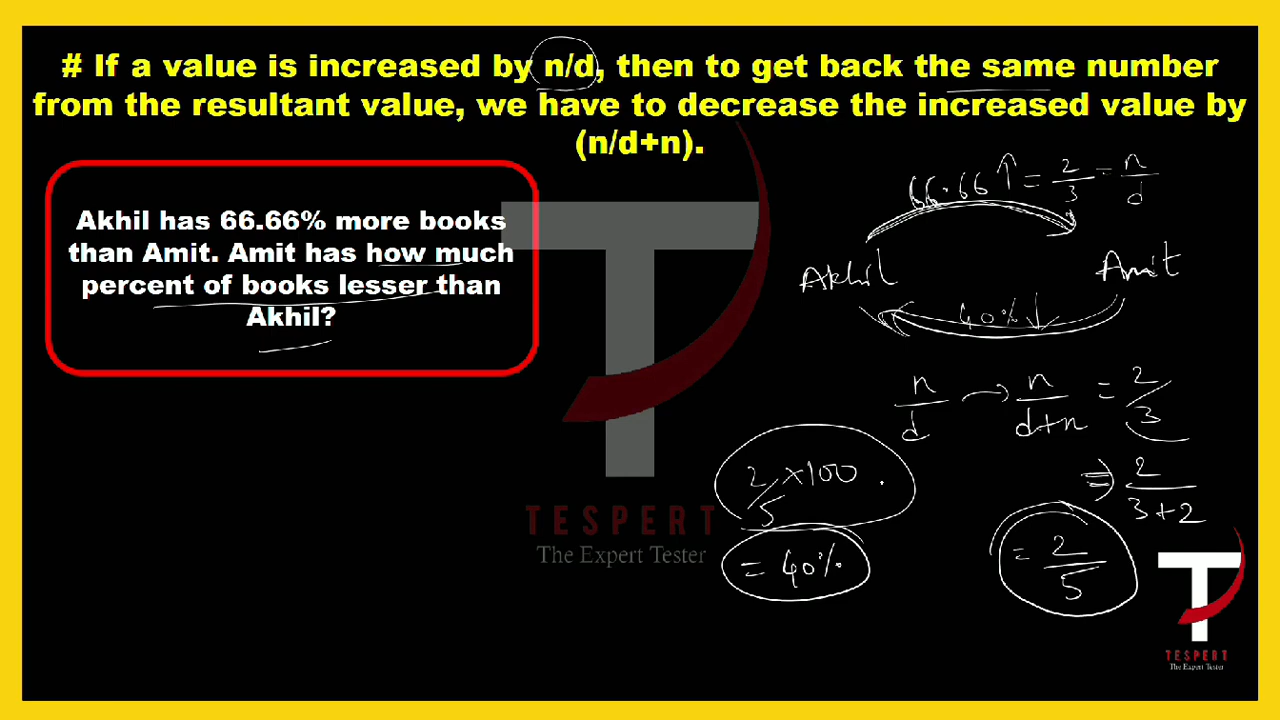 # If a value is increased by n/d, then to get back the same number
from the resultant value, we have to decrease the increased value by
(n/d+n).
Akhil has 66.66% more books
than Amit. Amit has how much
percent of books lesser than
Akhil?
66.66↑ = 2/3 = n/d
Akhil Amit
40%↓
n/d → n/d+n = 2/3
⇒ 2/3+2
= 2/5
2/5 × 100
= 40%
TESPERT
The Expert Tester
TESPERT
The Expert Tester